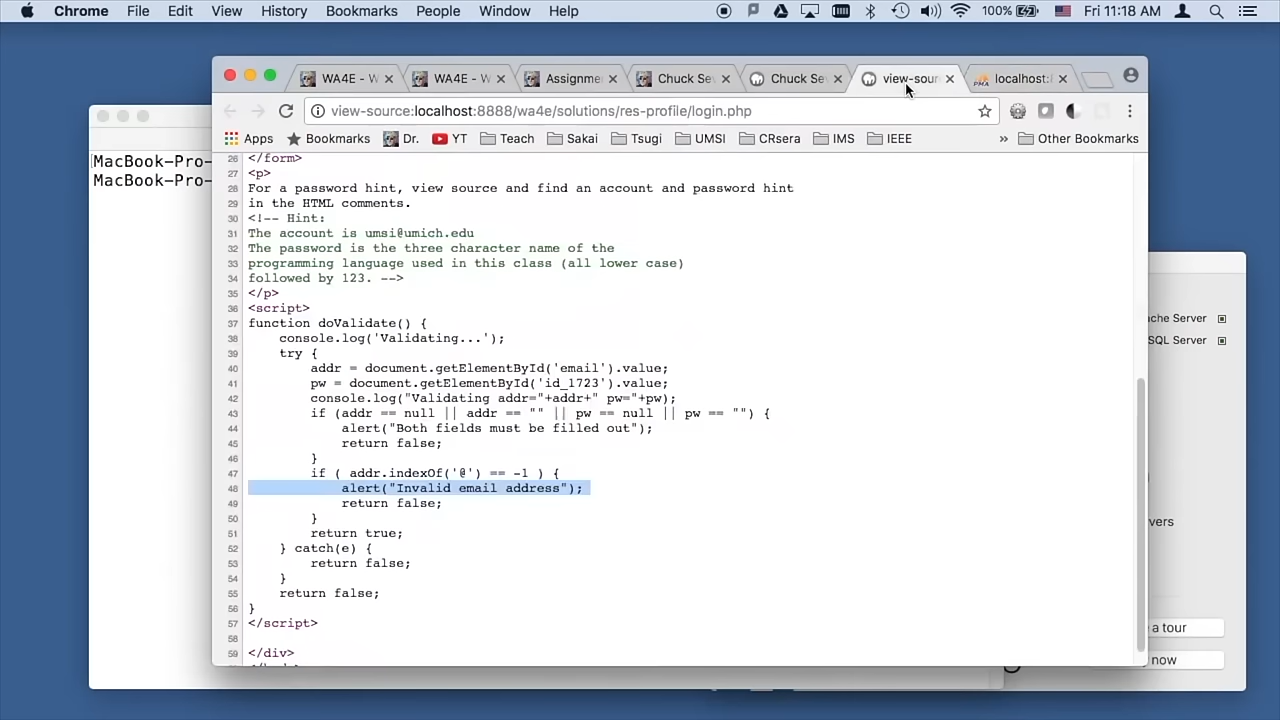 Chrome File Edit View History Bookmarks People Window Help 100% Fri 11:18 AM
WA4E - W WA4E - W Assignme Chuck Sev Chuck Sev view-sour localhost:8
view-source:localhost:8888/wa4e/solutions/res-profile/login.php
Apps Bookmarks Dr. YT Teach Sakai Tsugi UMSI CRsera IMS IEEE » Other Bookmarks
MacBook-Pro-
MacBook-Pro-
26 </form>
27 <p>
28 For a password hint, view source and find an account and password hint
29 in the HTML comments.
30 <!-- Hint:
31 The account is umsi@umich.edu
32 The password is the three character name of the
33 programming language used in this class (all lower case)
34 followed by 123. -->
35 </p>
36 <script>
37 function doValidate() {
38 console.log('Validating...');
39 try {
40 addr = document.getElementById('email').value;
41 pw = document.getElementById('id_1723').value;
42 console.log("Validating addr="+addr+" pw="+pw);
43 if (addr == null || addr == "" || pw == null || pw == "") {
44 alert("Both fields must be filled out");
45 return false;
46 }
47 if ( addr.indexOf('@') == -1 ) {
48 alert("Invalid email address");
49 return false;
50 }
51 return true;
52 } catch(e) {
53 return false;
54 }
55 return false;
56 }
57 </script>
58
59 </div>
ache Server
SQL Server
vers
a tour
now